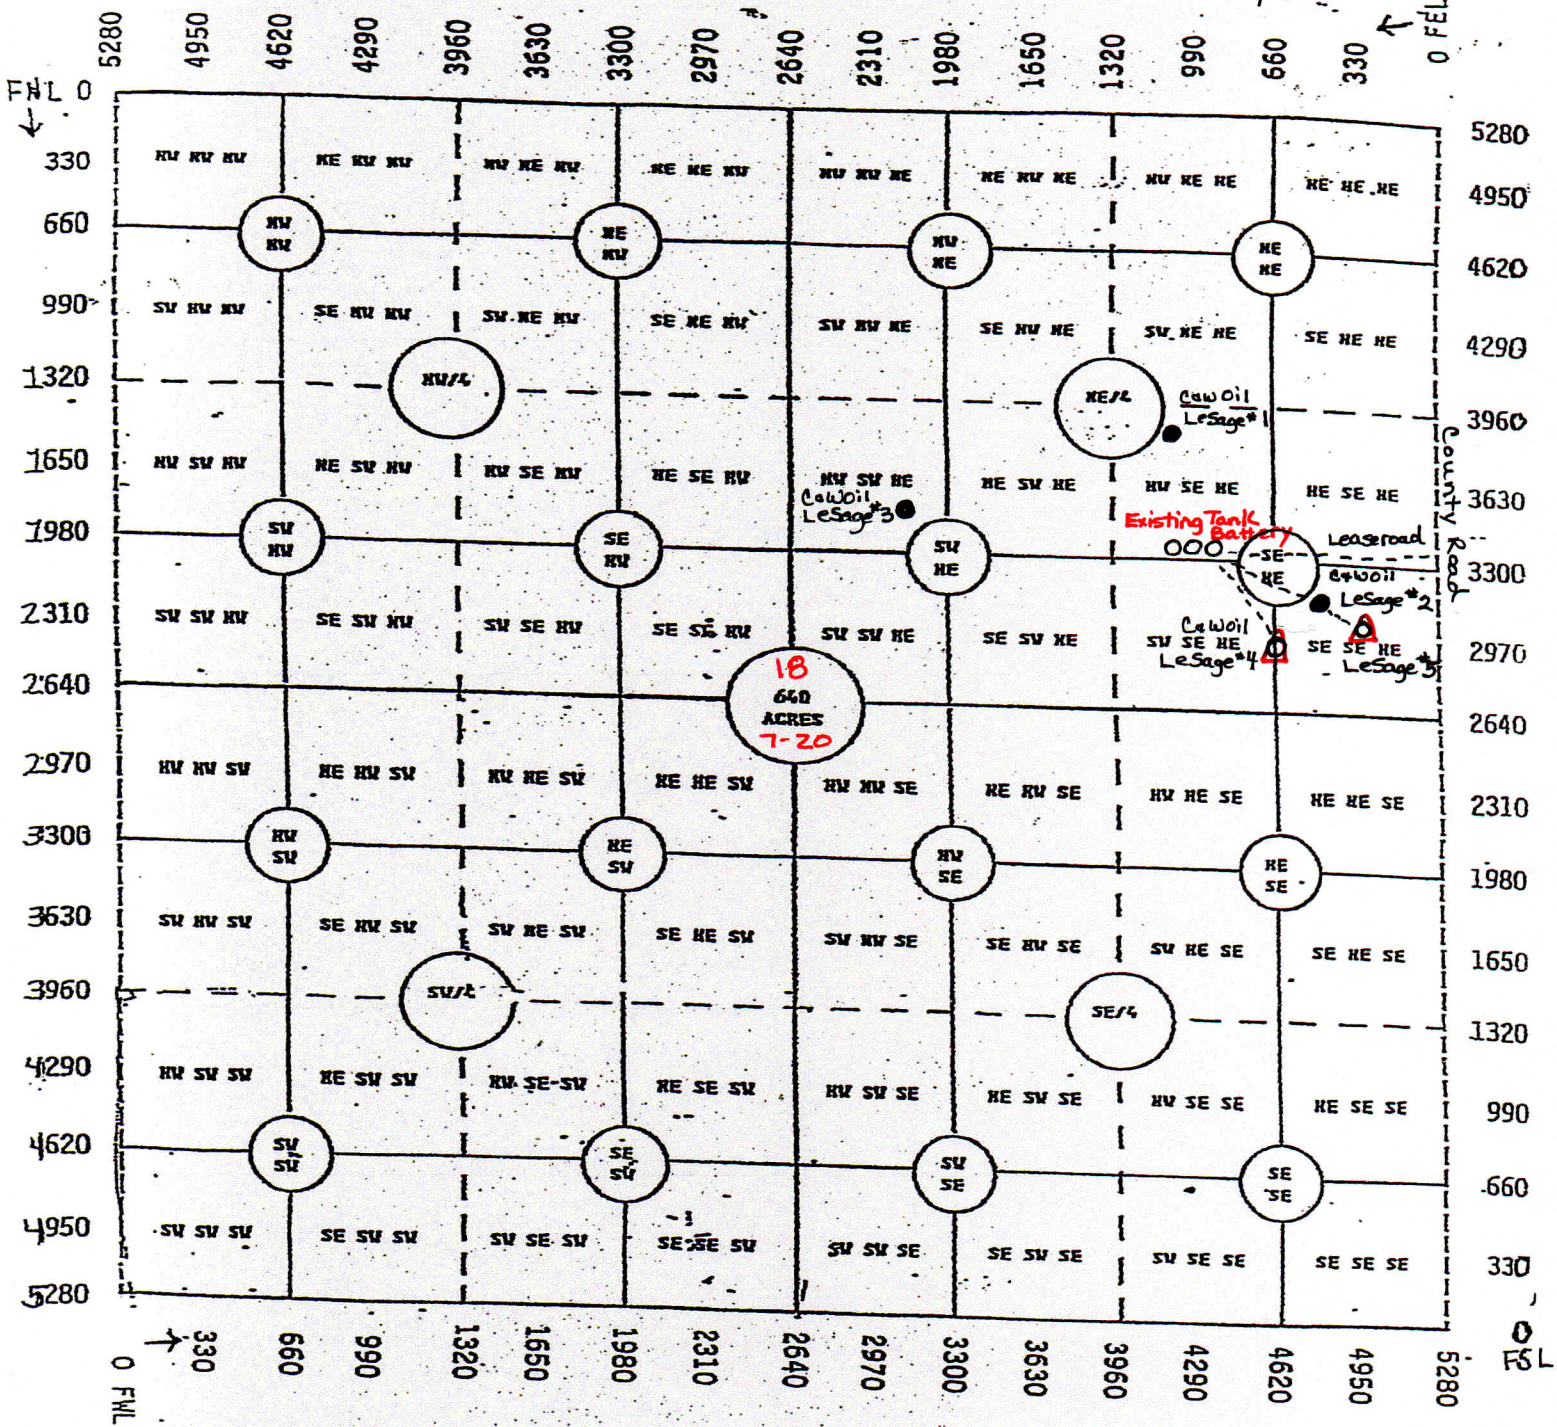 5280 4950 4620 4290 3960 3630 3300 2970 2640 2310 1980 1650 1320 990 660 330 0 FEL
FNL 0 5280
330 NW NW NW NE NW NW NW NE NW NE NE NW NW NW NE NE NW NE NW NE NE NE NE NE 4950
660 NW NW NE NW NW NE NE NE 4620
990 SW NW NW SE NW NW SW NE NW SE NE NW SW NW NE SE NW NE SW NE NE SE NE NE 4290
1320 NW/4 NE/4 3960
C&W Oil
LeSage #1
County Road
1650 NW SW NW NE SW NW NW SE NW NE SE NW NW SW NE NE SW NE NW SE NE NE SE NE 3630
C&W Oil
LeSage #3
Existing Tank
Battery
Leaseroad
1980 SW NW SE NW SW NE SE NE 3300
C&W Oil
LeSage #2
2310 SW SW NW SE SW NW SW SE NW SE SE NW SW SW NE SE SW NE SW SE NE SE SE NE 2970
C&W Oil
LeSage #4
LeSage #5
2640 2640
18
640
ACRES
7-20
2970 NW NW SW NE NW SW NW NE SW NE NE SW NW NW SE NE NW SE NW NE SE NE NE SE 2310
3300 NW SW NE SW NW SE NE SE 1980
3630 SW NW SW SE NW SW SW NE SW SE NE SW SW NW SE SE NW SE SW NE SE SE NE SE 1650
3960 SW/4 SE/4 1320
4290 NW SW SW NE SW SW NW SE-SW NE SE SW NW SW SE NE SW SE NW SE SE NE SE SE 990
4620 SW SW SE SW SW SE SE SE 660
4950 SW SW SW SE SW SW SW SE SW SE SE SW SW SW SE SE SW SE SW SE SE SE SE SE 330
5280 0
FSL
0 FWL 330 660 990 1320 1650 1980 2310 2640 2970 3300 3630 3960 4290 4620 4950 5280